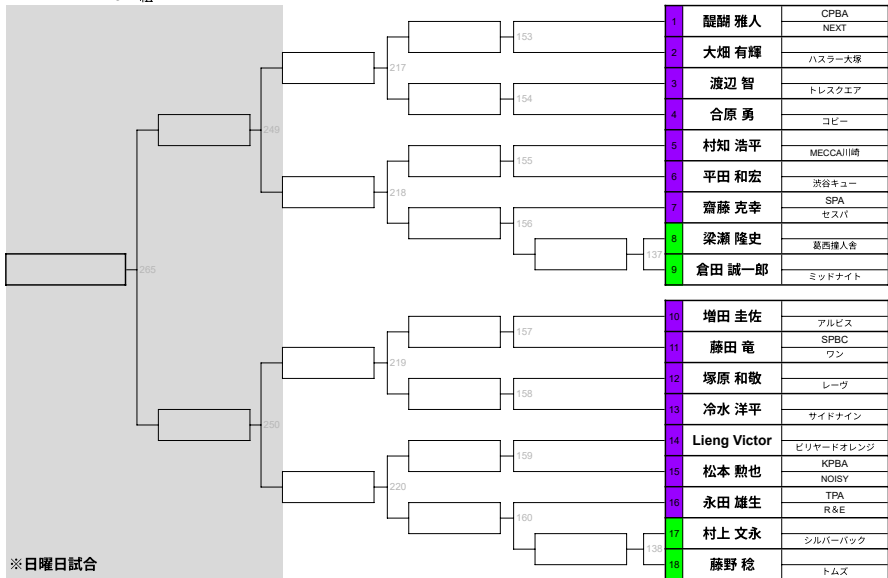 1 醍醐 雅人 CPBA
NEXT
153
2 大畑 有輝 ハスラー大塚
217
3 渡辺 智 トレスクエア
154
4 合原 勇 コビー
249
5 村知 浩平 MECCA川崎
155
6 平田 和宏 渋谷キュー
218
7 齋藤 克幸 SPA
セスパ
156
8 梁瀬 隆史 葛西撞人舎
137
9 倉田 誠一郎 ミッドナイト
265
10 増田 圭佐 アルビス
157
11 藤田 竜 SPBC
ワン
219
12 塚原 和敬 レーヴ
158
13 冷水 洋平 サイドナイン
250
14 Lieng Victor ビリヤードオレンジ
159
15 松本 勲也 KPBA
NOISY
220
16 永田 雄生 TPA
R＆E
160
17 村上 文永 シルバーバック
138
18 藤野 稔 トムズ
※日曜日試合